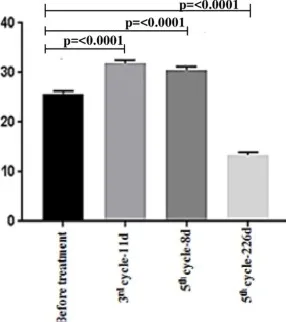 p=<0.0001
p=<0.0001
p=<0.0001
40
30
20
10
0
Before treatment
3rd cycle-11d
5th cycle-8d
5th cycle-226d